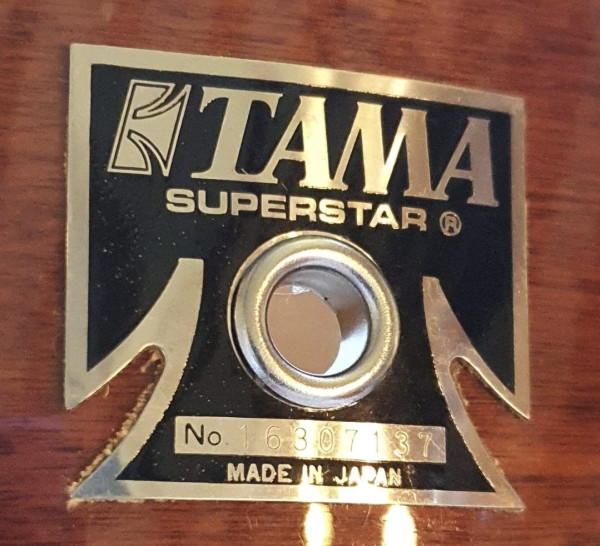 TAMA
SUPERSTAR ®
No. 16307137
MADE IN JAPAN